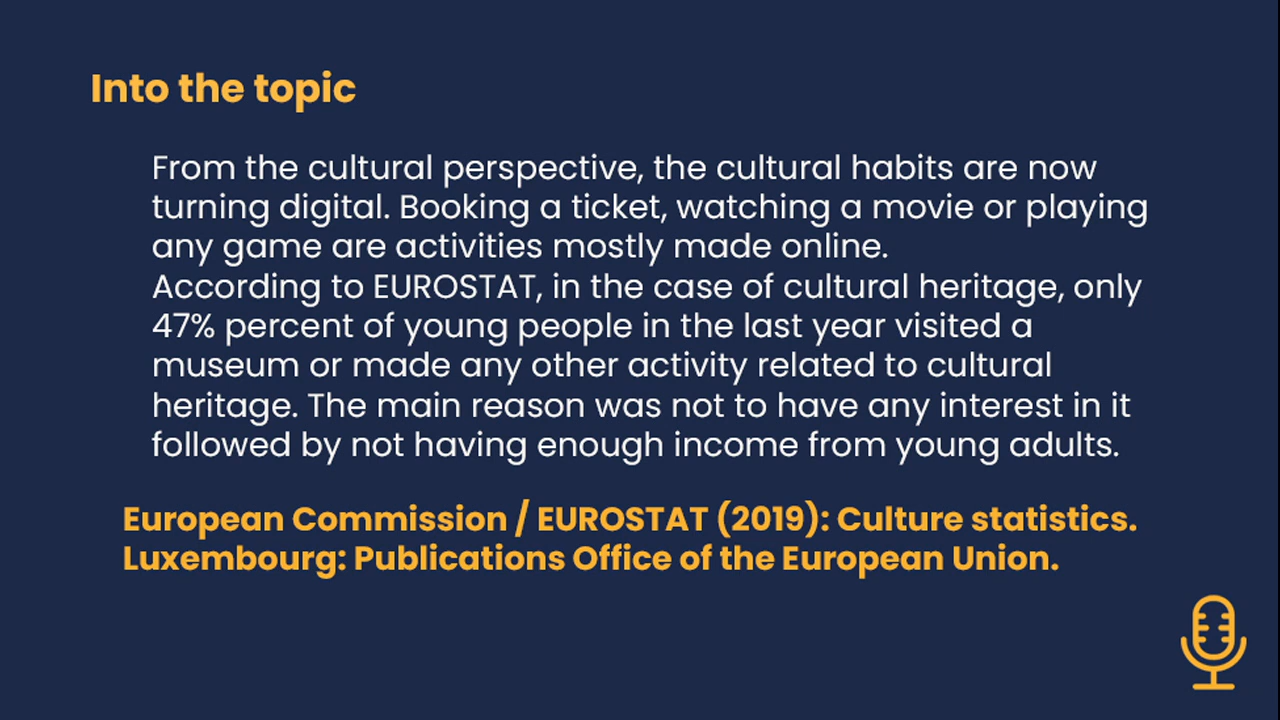 Into the topic
From the cultural perspective, the cultural habits are now
turning digital. Booking a ticket, watching a movie or playing
any game are activities mostly made online.
According to EUROSTAT, in the case of cultural heritage, only
47% percent of young people in the last year visited a
museum or made any other activity related to cultural
heritage. The main reason was not to have any interest in it
followed by not having enough income from young adults.
European Commission / EUROSTAT (2019): Culture statistics.
Luxembourg: Publications Office of the European Union.